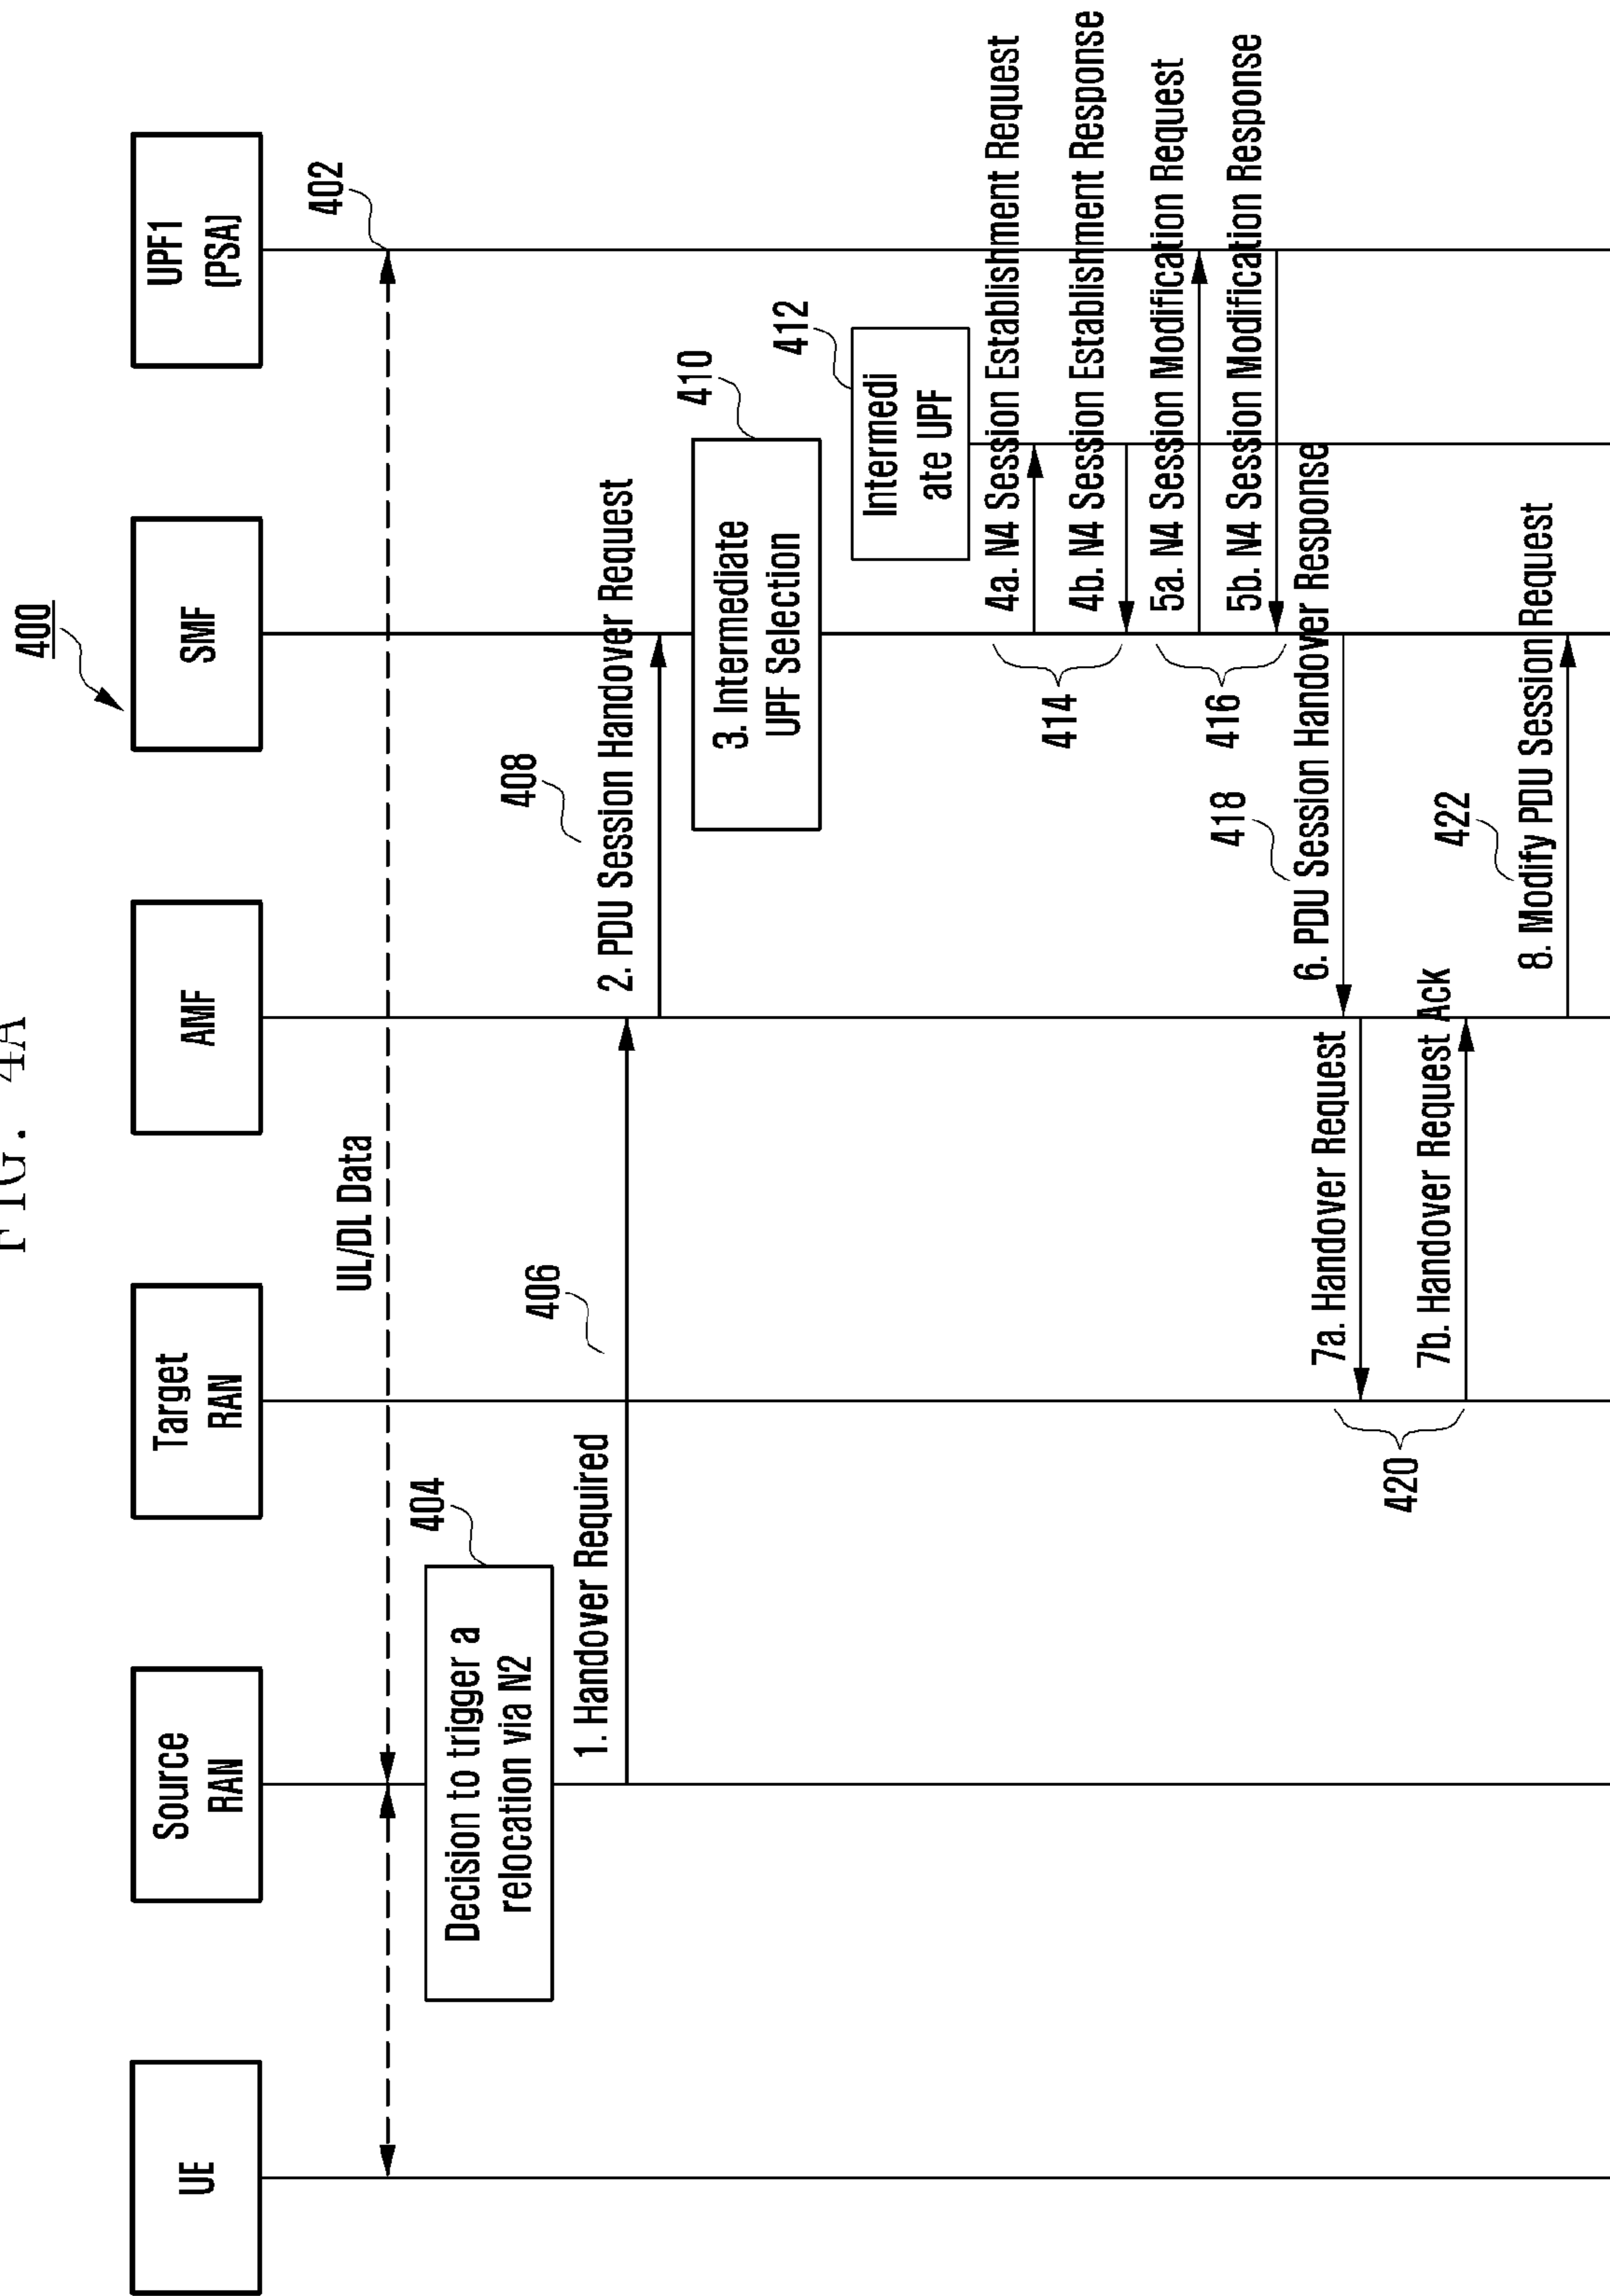 FIG. 4A
400
UE
Source
RAN
Target
RAN
AMF
SMF
UPF1
(PSA)
402
UL/DL Data
404
Decision to trigger a
relocation via N2
1. Handover Required
406
408
2. PDU Session Handover Request
410
3. Intermediate
UPF Selection
412
Intermedi
ate UPF
4a. N4 Session Establishment Request
4b. N4 Session Establishment Response
414
5a. N4 Session Modification Request
5b. N4 Session Modification Response
416
418
6. PDU Session Handover Response
7a. Handover Request
7b. Handover Request Ack
420
422
8. Modify PDU Session Request